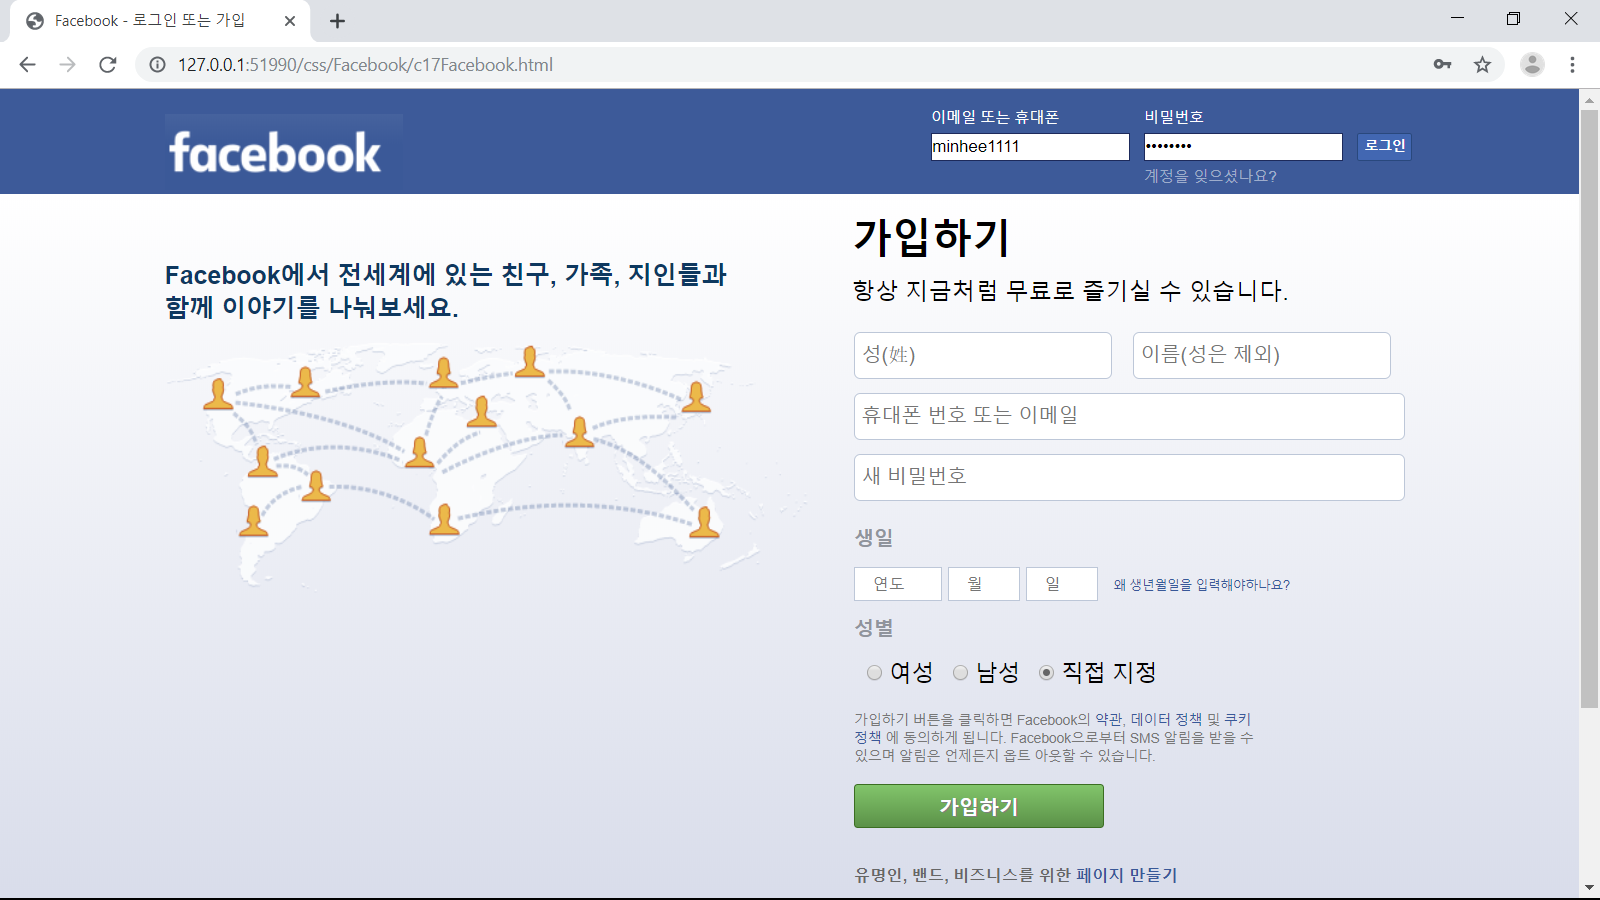 Facebook - 로그인 또는 가입
127.0.0.1:51990/css/Facebook/c17Facebook.html
facebook
이메일 또는 휴대폰
비밀번호
minhee1111
••••••••
로그인
계정을 잊으셨나요?
Facebook에서 전세계에 있는 친구, 가족, 지인들과
함께 이야기를 나눠보세요.
가입하기
항상 지금처럼 무료로 즐기실 수 있습니다.
성(姓)
이름(성은 제외)
휴대폰 번호 또는 이메일
새 비밀번호
생일
연도
월
일
왜 생년월일을 입력해야하나요?
성별
여성
남성
직접 지정
가입하기 버튼을 클릭하면 Facebook의 약관, 데이터 정책 및 쿠키
정책 에 동의하게 됩니다. Facebook으로부터 SMS 알림을 받을 수
있으며 알림은 언제든지 옵트 아웃할 수 있습니다.
가입하기
유명인, 밴드, 비즈니스를 위한 페이지 만들기